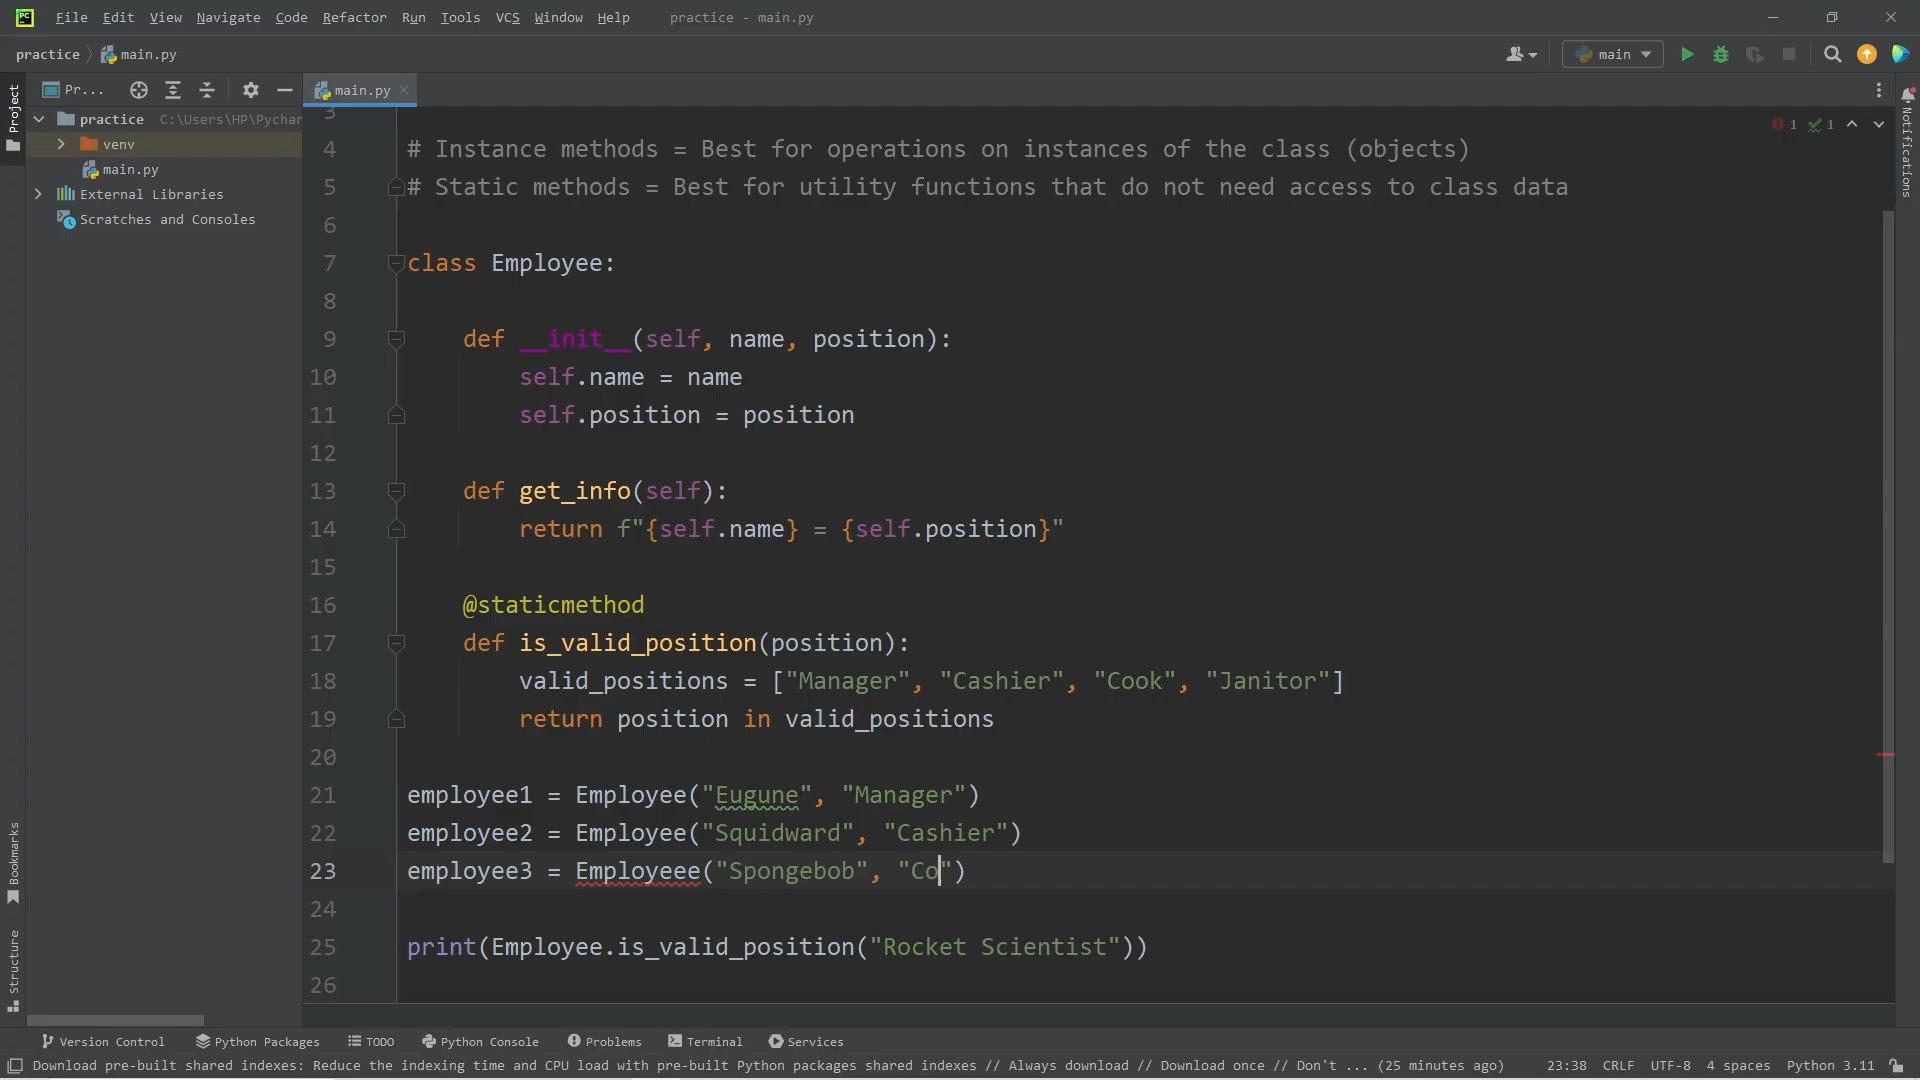 File Edit View Navigate Code Refactor Run Tools VCS Window Help practice - main.py
practice main.py main
Pr... main.py
Project
practice C:\Users\HP\Pychar
venv
main.py
External Libraries
Scratches and Consoles
Bookmarks
Structure
Notifications
1 1
3
4 # Instance methods = Best for operations on instances of the class (objects)
5 # Static methods = Best for utility functions that do not need access to class data
6
7 class Employee:
8
9 def __init__(self, name, position):
10 self.name = name
11 self.position = position
12
13 def get_info(self):
14 return f"{self.name} = {self.position}"
15
16 @staticmethod
17 def is_valid_position(position):
18 valid_positions = ["Manager", "Cashier", "Cook", "Janitor"]
19 return position in valid_positions
20
21 employee1 = Employee("Eugune", "Manager")
22 employee2 = Employee("Squidward", "Cashier")
23 employee3 = Employeee("Spongebob", "Co")
24
25 print(Employee.is_valid_position("Rocket Scientist"))
26
Version Control Python Packages TODO Python Console Problems Terminal Services
Download pre-built shared indexes: Reduce the indexing time and CPU load with pre-built Python packages shared indexes // Always download // Download once // Don't ... (25 minutes ago) 23:38 CRLF UTF-8 4 spaces Python 3.11